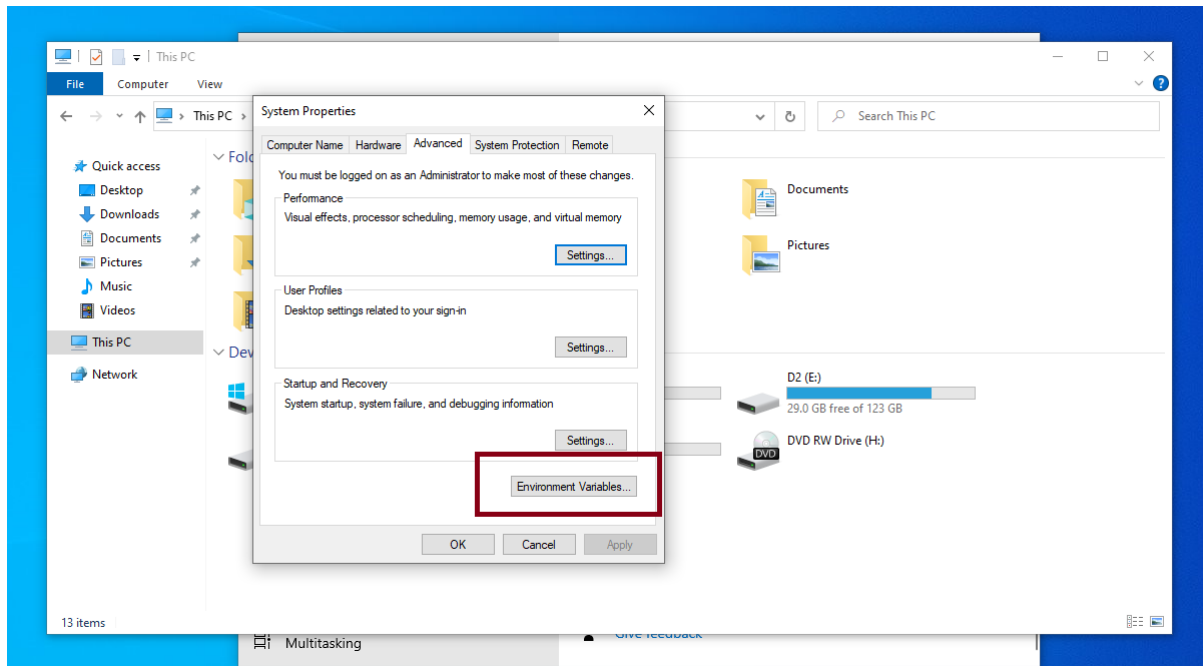 This PC
File Computer View
This PC
Search This PC
System Properties
Computer Name Hardware Advanced System Protection Remote
You must be logged on as an Administrator to make most of these changes.
Performance
Visual effects, processor scheduling, memory usage, and virtual memory
Settings...
User Profiles
Desktop settings related to your sign-in
Settings...
Startup and Recovery
System startup, system failure, and debugging information
Settings...
Environment Variables...
OK Cancel Apply
Quick access
Desktop
Downloads
Documents
Pictures
Music
Videos
This PC
Network
Documents
Pictures
D2 (E:)
29.0 GB free of 123 GB
DVD RW Drive (H:)
DVD
13 items
Multitasking
Give feedback